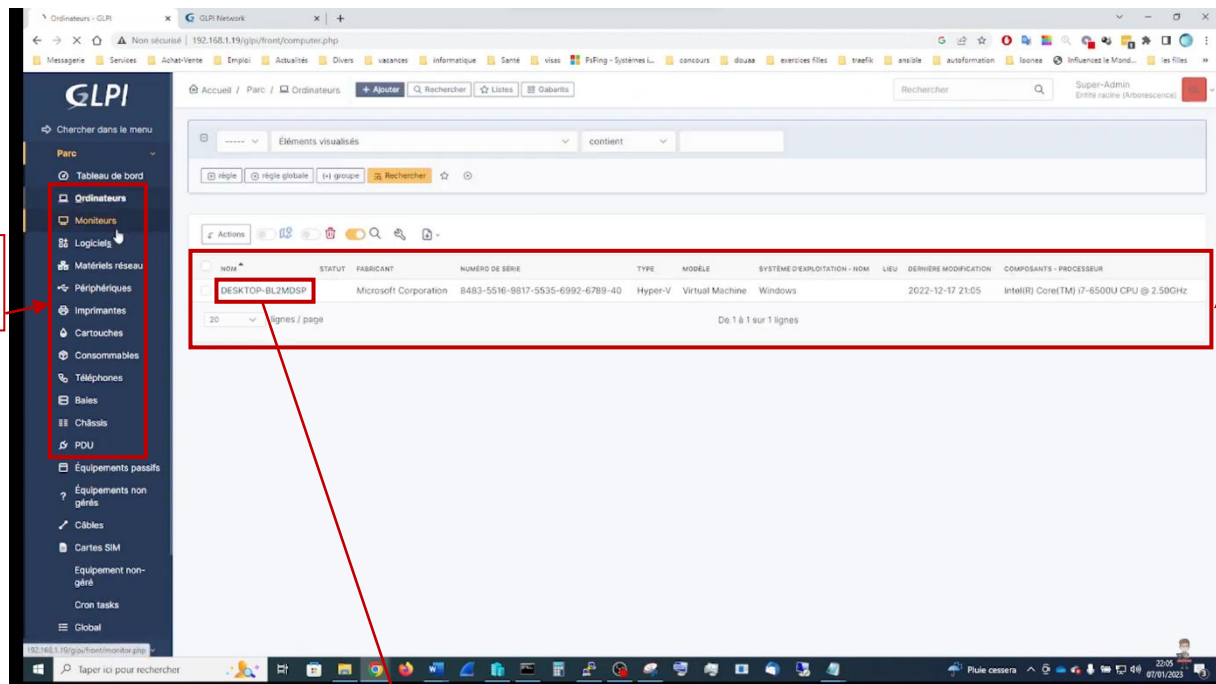 Ordinateurs - GLPI
GLPI Network
Non sécurisé | 192.168.1.19/glpi/front/computer.php
Messagerie Services Achat-Vente Emploi Actualités Divers vacances informatique Santé visas PsPing - Systèmes i... concours douaa exercices filles traefik ansible autoformation loonea Influencez le Mond... les filles
GLPI
Accueil / Parc / Ordinateurs + Ajouter Rechercher Listes Gabarits
Rechercher
Super-Admin
Entité racine (Arborescence)
Chercher dans le menu
Parc
Tableau de bord
Ordinateurs
Moniteurs
Logiciels
Matériels réseau
Périphériques
Imprimantes
Cartouches
Consommables
Téléphones
Baies
Châssis
PDU
Équipements passifs
Équipements non
gérés
Câbles
Cartes SIM
Equipement non-
géré
Cron tasks
Global
----- Éléments visualisés contient
règle règle globale (+) groupe Rechercher
Actions
NOM STATUT FABRICANT NUMÉRO DE SÉRIE TYPE MODÈLE SYSTÈME D'EXPLOITATION - NOM LIEU DERNIÈRE MODIFICATION COMPOSANTS - PROCESSEUR
DESKTOP-BL2MDSP Microsoft Corporation 8483-5516-9817-5535-6992-6789-40 Hyper-V Virtual Machine Windows 2022-12-17 21:05 Intel(R) Core(TM) i7-6500U CPU @ 2.50GHz
20 lignes / page De 1 à 1 sur 1 lignes
192.168.1.19/glpi/front/monitor.php
Taper ici pour rechercher
Pluie cessera
22:05
07/01/2023